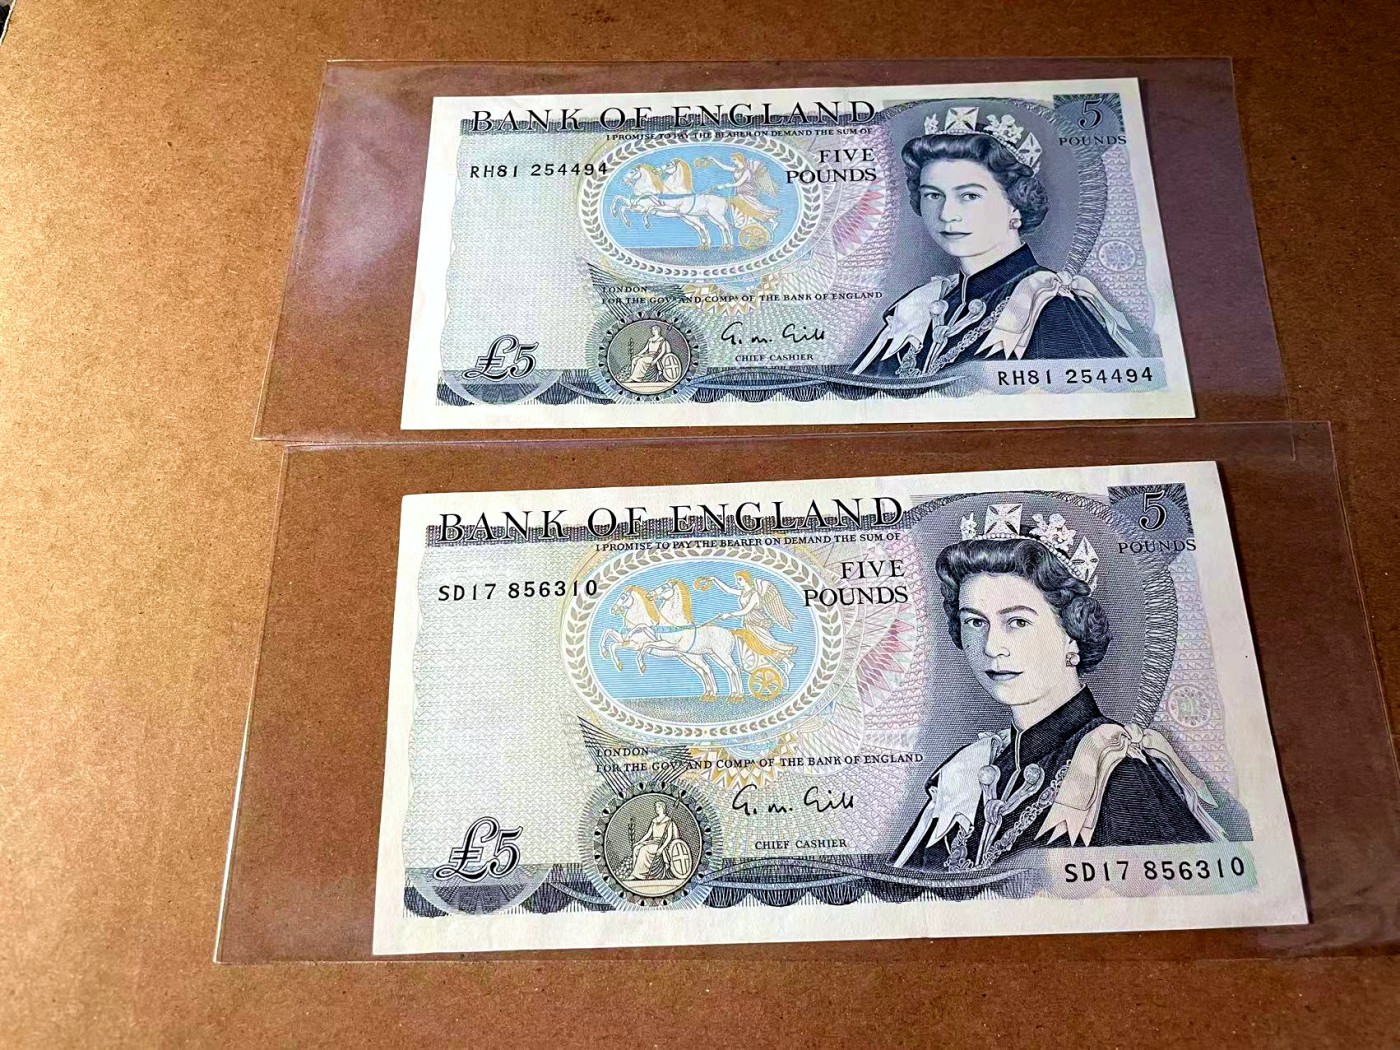 BANK OF ENGLAND
I PROMISE TO PAY THE BEARER ON DEMAND THE SUM OF
5
POUNDS
RH81 254494
FIVE
POUNDS
LONDON
FOR THE GOVR AND COMPA OF THE BANK OF ENGLAND
G. M. Gill
CHIEF CASHIER
£5
RH81 254494
BANK OF ENGLAND
I PROMISE TO PAY THE BEARER ON DEMAND THE SUM OF
5
POUNDS
SD17 856310
FIVE
POUNDS
LONDON
FOR THE GOVR AND COMPA OF THE BANK OF ENGLAND
G. M. Gill
CHIEF CASHIER
£5
SD17 856310